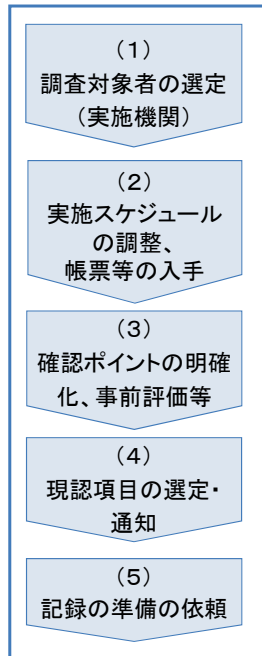 (1)
調査対象者の選定
(実施機関)
(2)
実施スケジュール
の調整、
帳票等の入手
(3)
確認ポイントの明確
化、事前評価等
(4)
現認項目の選定・
通知
(5)
記録の準備の依頼